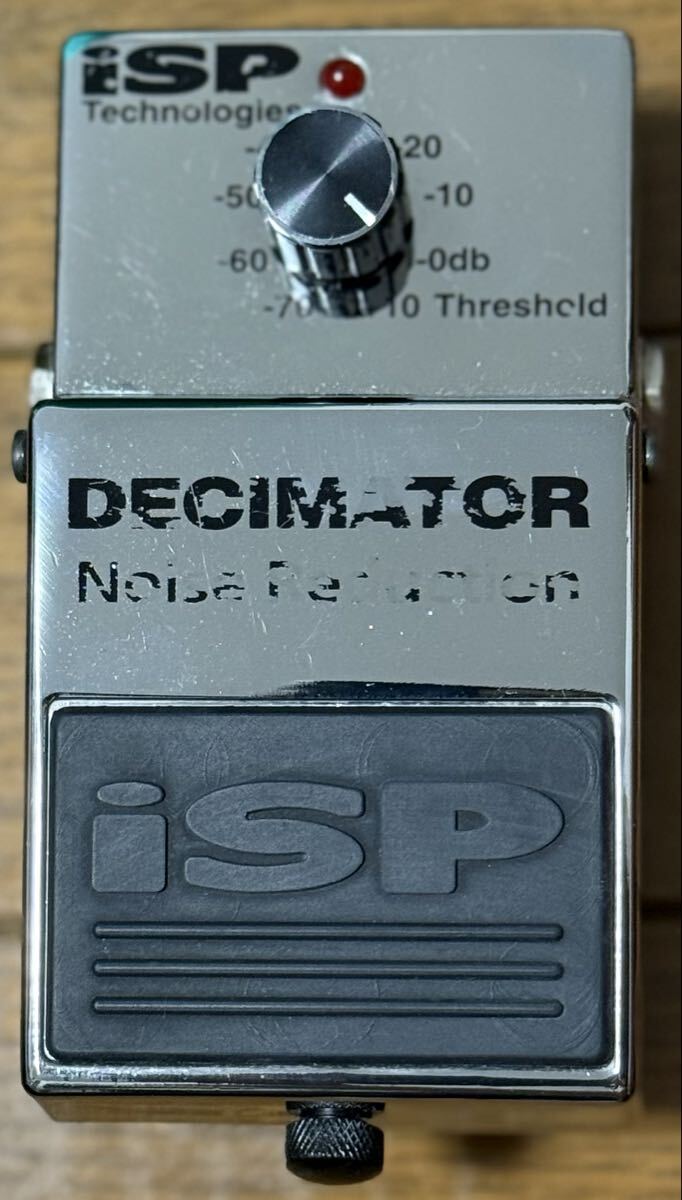 iSP
Technologies
20
-50 -10
-60 -0db
-70 10 Threshold
DECIMATOR
Noise Reduction
iSP